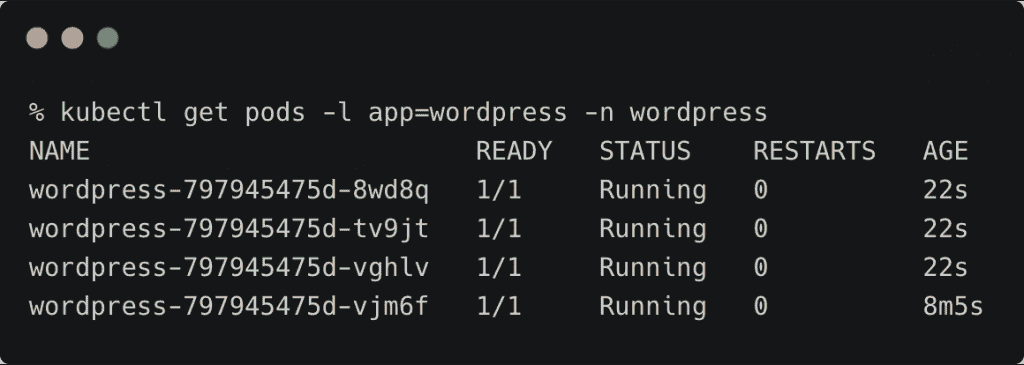 % kubectl get pods -l app=wordpress -n wordpress
NAME READY STATUS RESTARTS AGE
wordpress-797945475d-8wd8q 1/1 Running 0 22s
wordpress-797945475d-tv9jt 1/1 Running 0 22s
wordpress-797945475d-vghlv 1/1 Running 0 22s
wordpress-797945475d-vjm6f 1/1 Running 0 8m5s